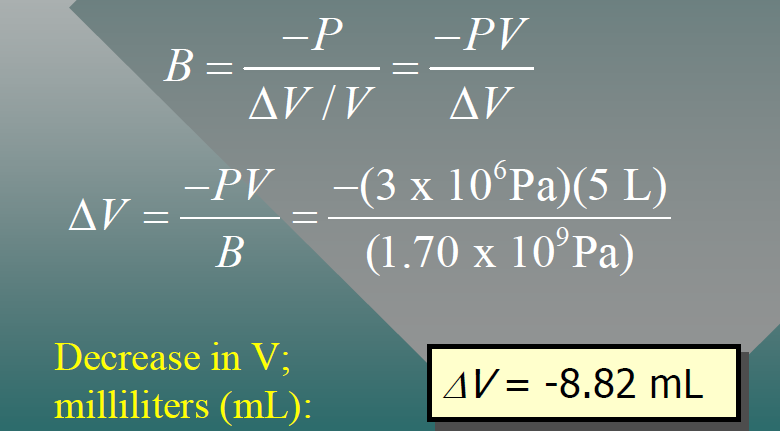 B = −P / (ΔV / V) = −PV / ΔV
ΔV = −PV / B = −(3 x 10⁶Pa)(5 L) / (1.70 x 10⁹Pa)
Decrease in V;
milliliters (mL):
ΔV = -8.82 mL